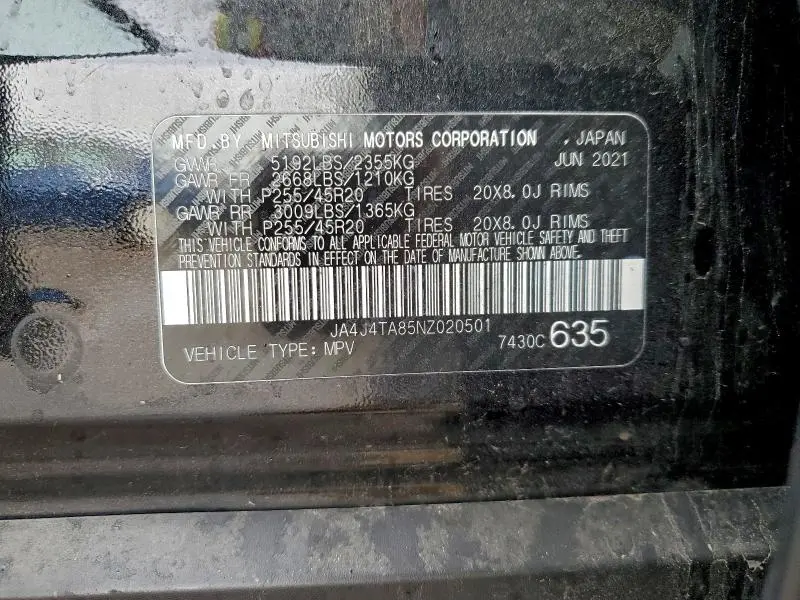 MFD.BY MITSUBISHI MOTORS CORPORATION , JAPAN
GVWR 5192LBS/2355KG JUN 2021
GAWR FR 2668LBS/1210KG
WITH P255/45R20 TIRES 20X8.0J RIMS
GAWR RR 3009LBS/1365KG
WITH P255/45R20 TIRES 20X8.0J RIMS
THIS VEHICLE CONFORMS TO ALL APPLICABLE FEDERAL MOTOR VEHICLE SAFETY AND THEFT
PREVENTION STANDARDS IN EFFECT ON THE DATE OF MANUFACTURE SHOWN ABOVE.
JA4J4TA85NZ020501
VEHICLE TYPE: MPV 7430C 635